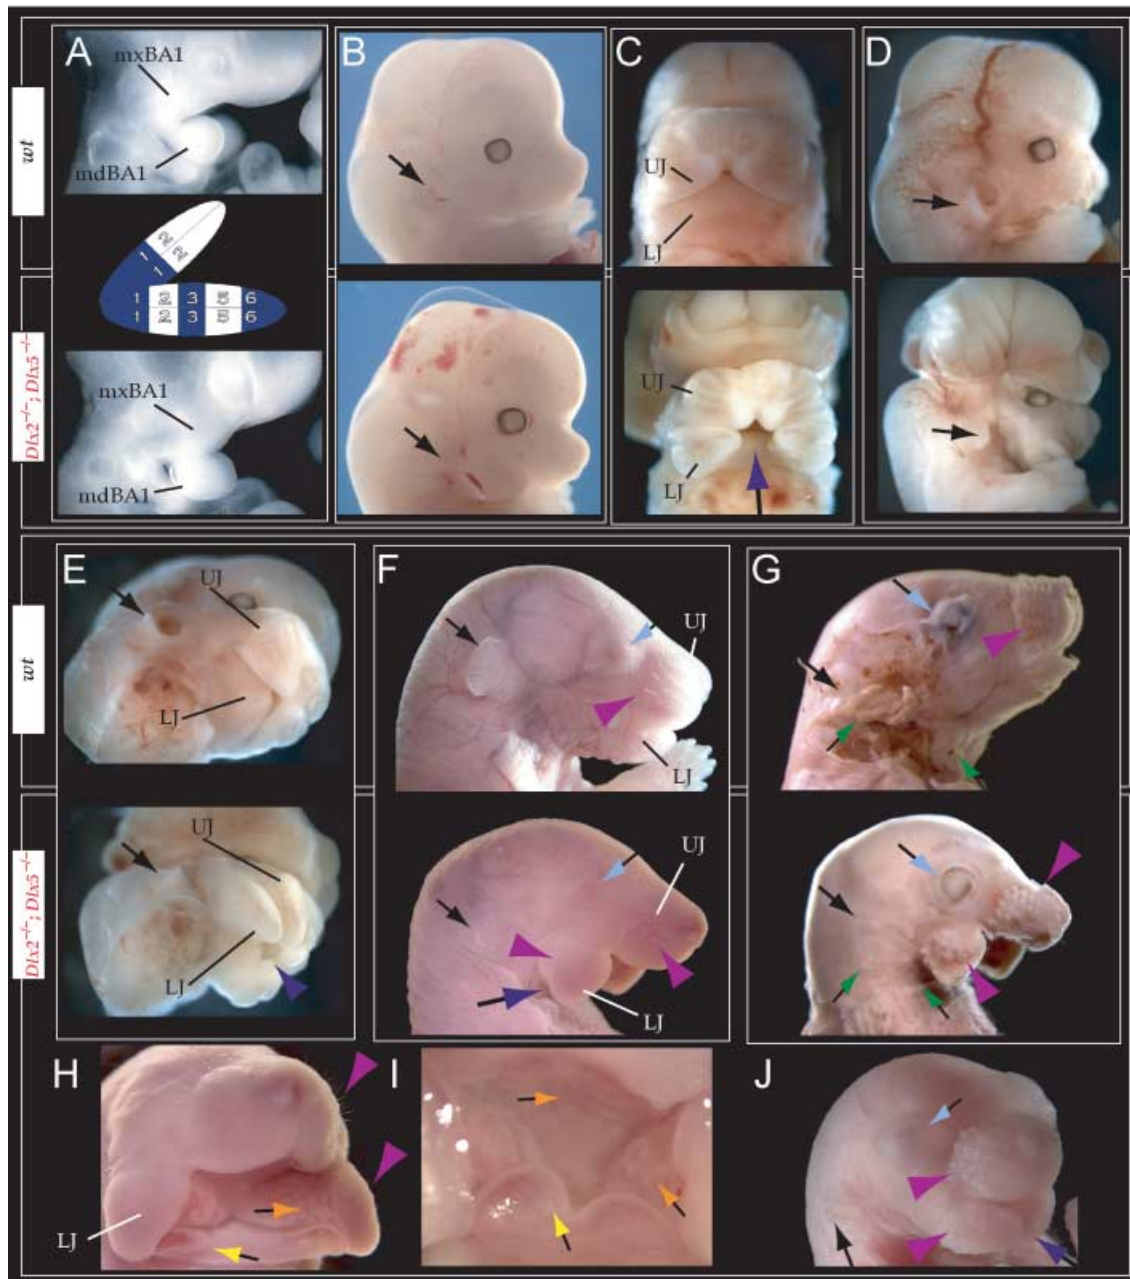 A
B
C
D
mxBA1
mdBA1
wt
UJ
LJ
2
2
1
1
1 2 3 5 6
1 2 3 5 6
Dlx2−/−; Dlx5−/−
mxBA1
mdBA1
UJ
LJ
E
F
G
wt
UJ
LJ
UJ
LJ
Dlx2−/−; Dlx5−/−
UJ
LJ
UJ
LJ
H
I
J
LJ